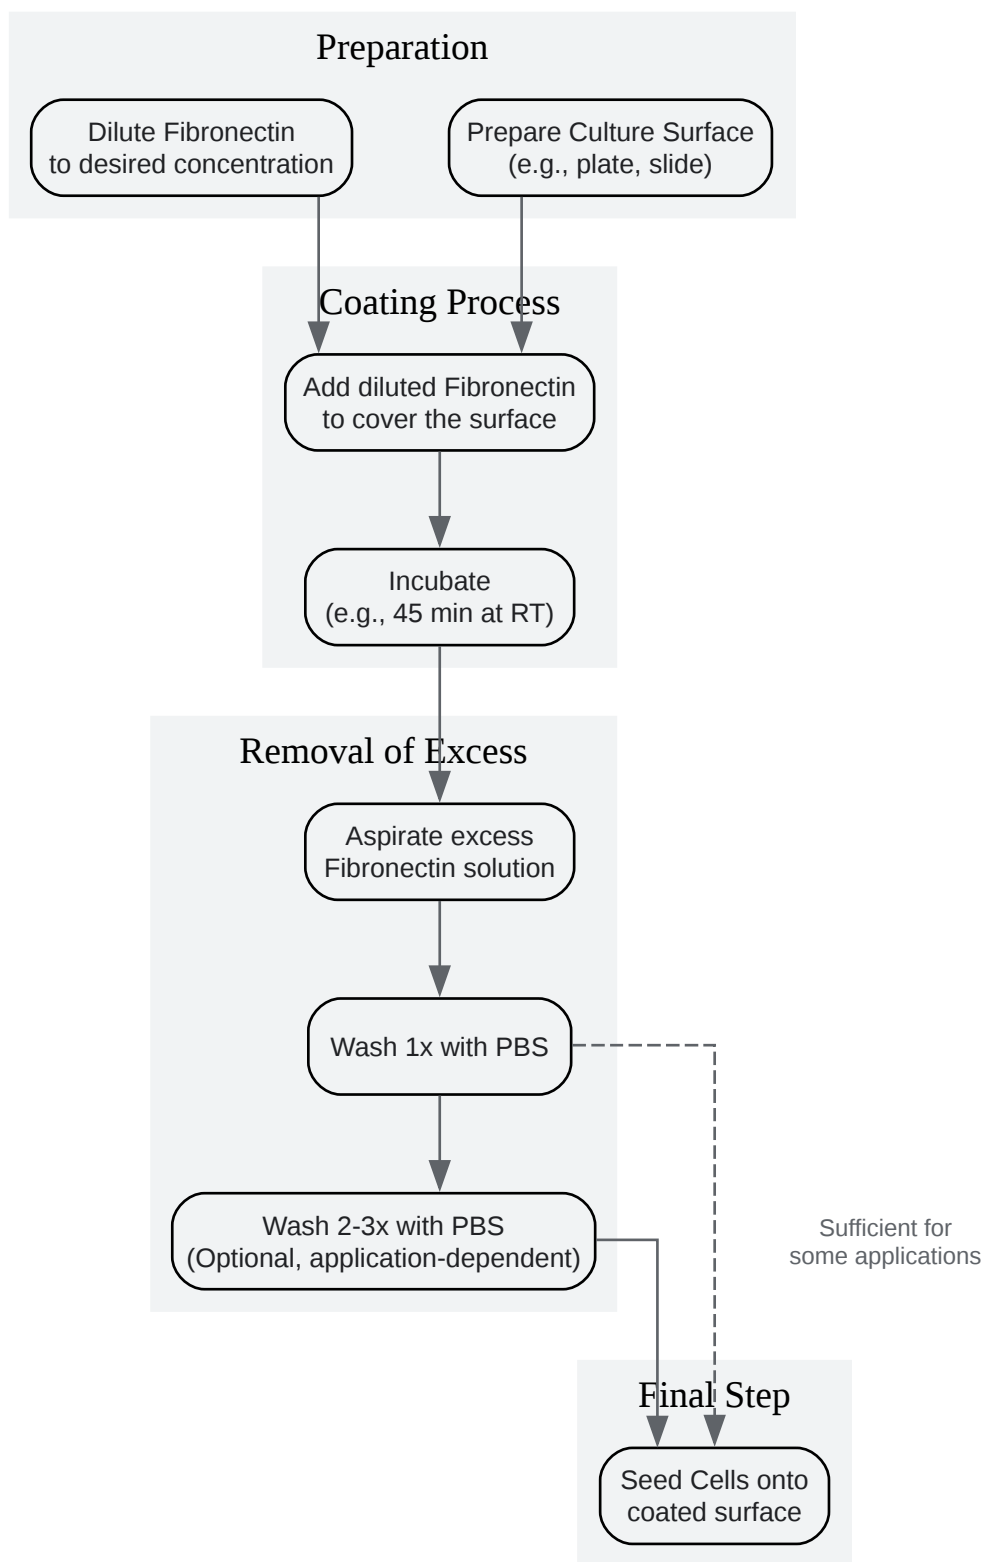 Preparation
Dilute Fibronectin
to desired concentration
Prepare Culture Surface
(e.g., plate, slide)
Coating Process
Add diluted Fibronectin
to cover the surface
Incubate
(e.g., 45 min at RT)
Removal of Excess
Aspirate excess
Fibronectin solution
Wash 1x with PBS
Wash 2-3x with PBS
(Optional, application-dependent)
Sufficient for
some applications
Final Step
Seed Cells onto
coated surface